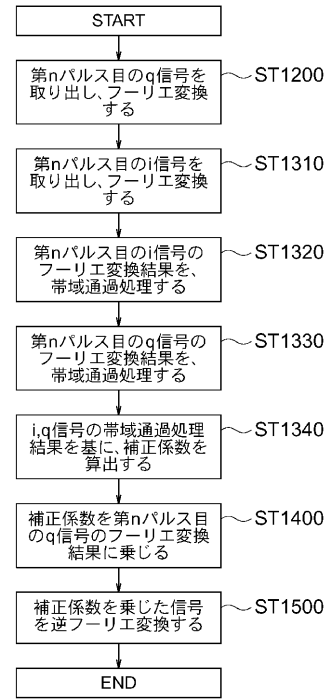 START
第nパルス目のq信号を
取り出し、フーリエ変換
する
ST1200
第nパルス目のi信号を
取り出し、フーリエ変換
する
ST1310
第nパルス目のi信号の
フーリエ変換結果を、
帯域通過処理する
ST1320
第nパルス目のq信号の
フーリエ変換結果を、
帯域通過処理する
ST1330
i,q信号の帯域通過処理
結果を基に、補正係数を
算出する
ST1340
補正係数を第nパルス目
のq信号のフーリエ変換
結果に乗じる
ST1400
補正係数を乗じた信号
を逆フーリエ変換する
ST1500
END